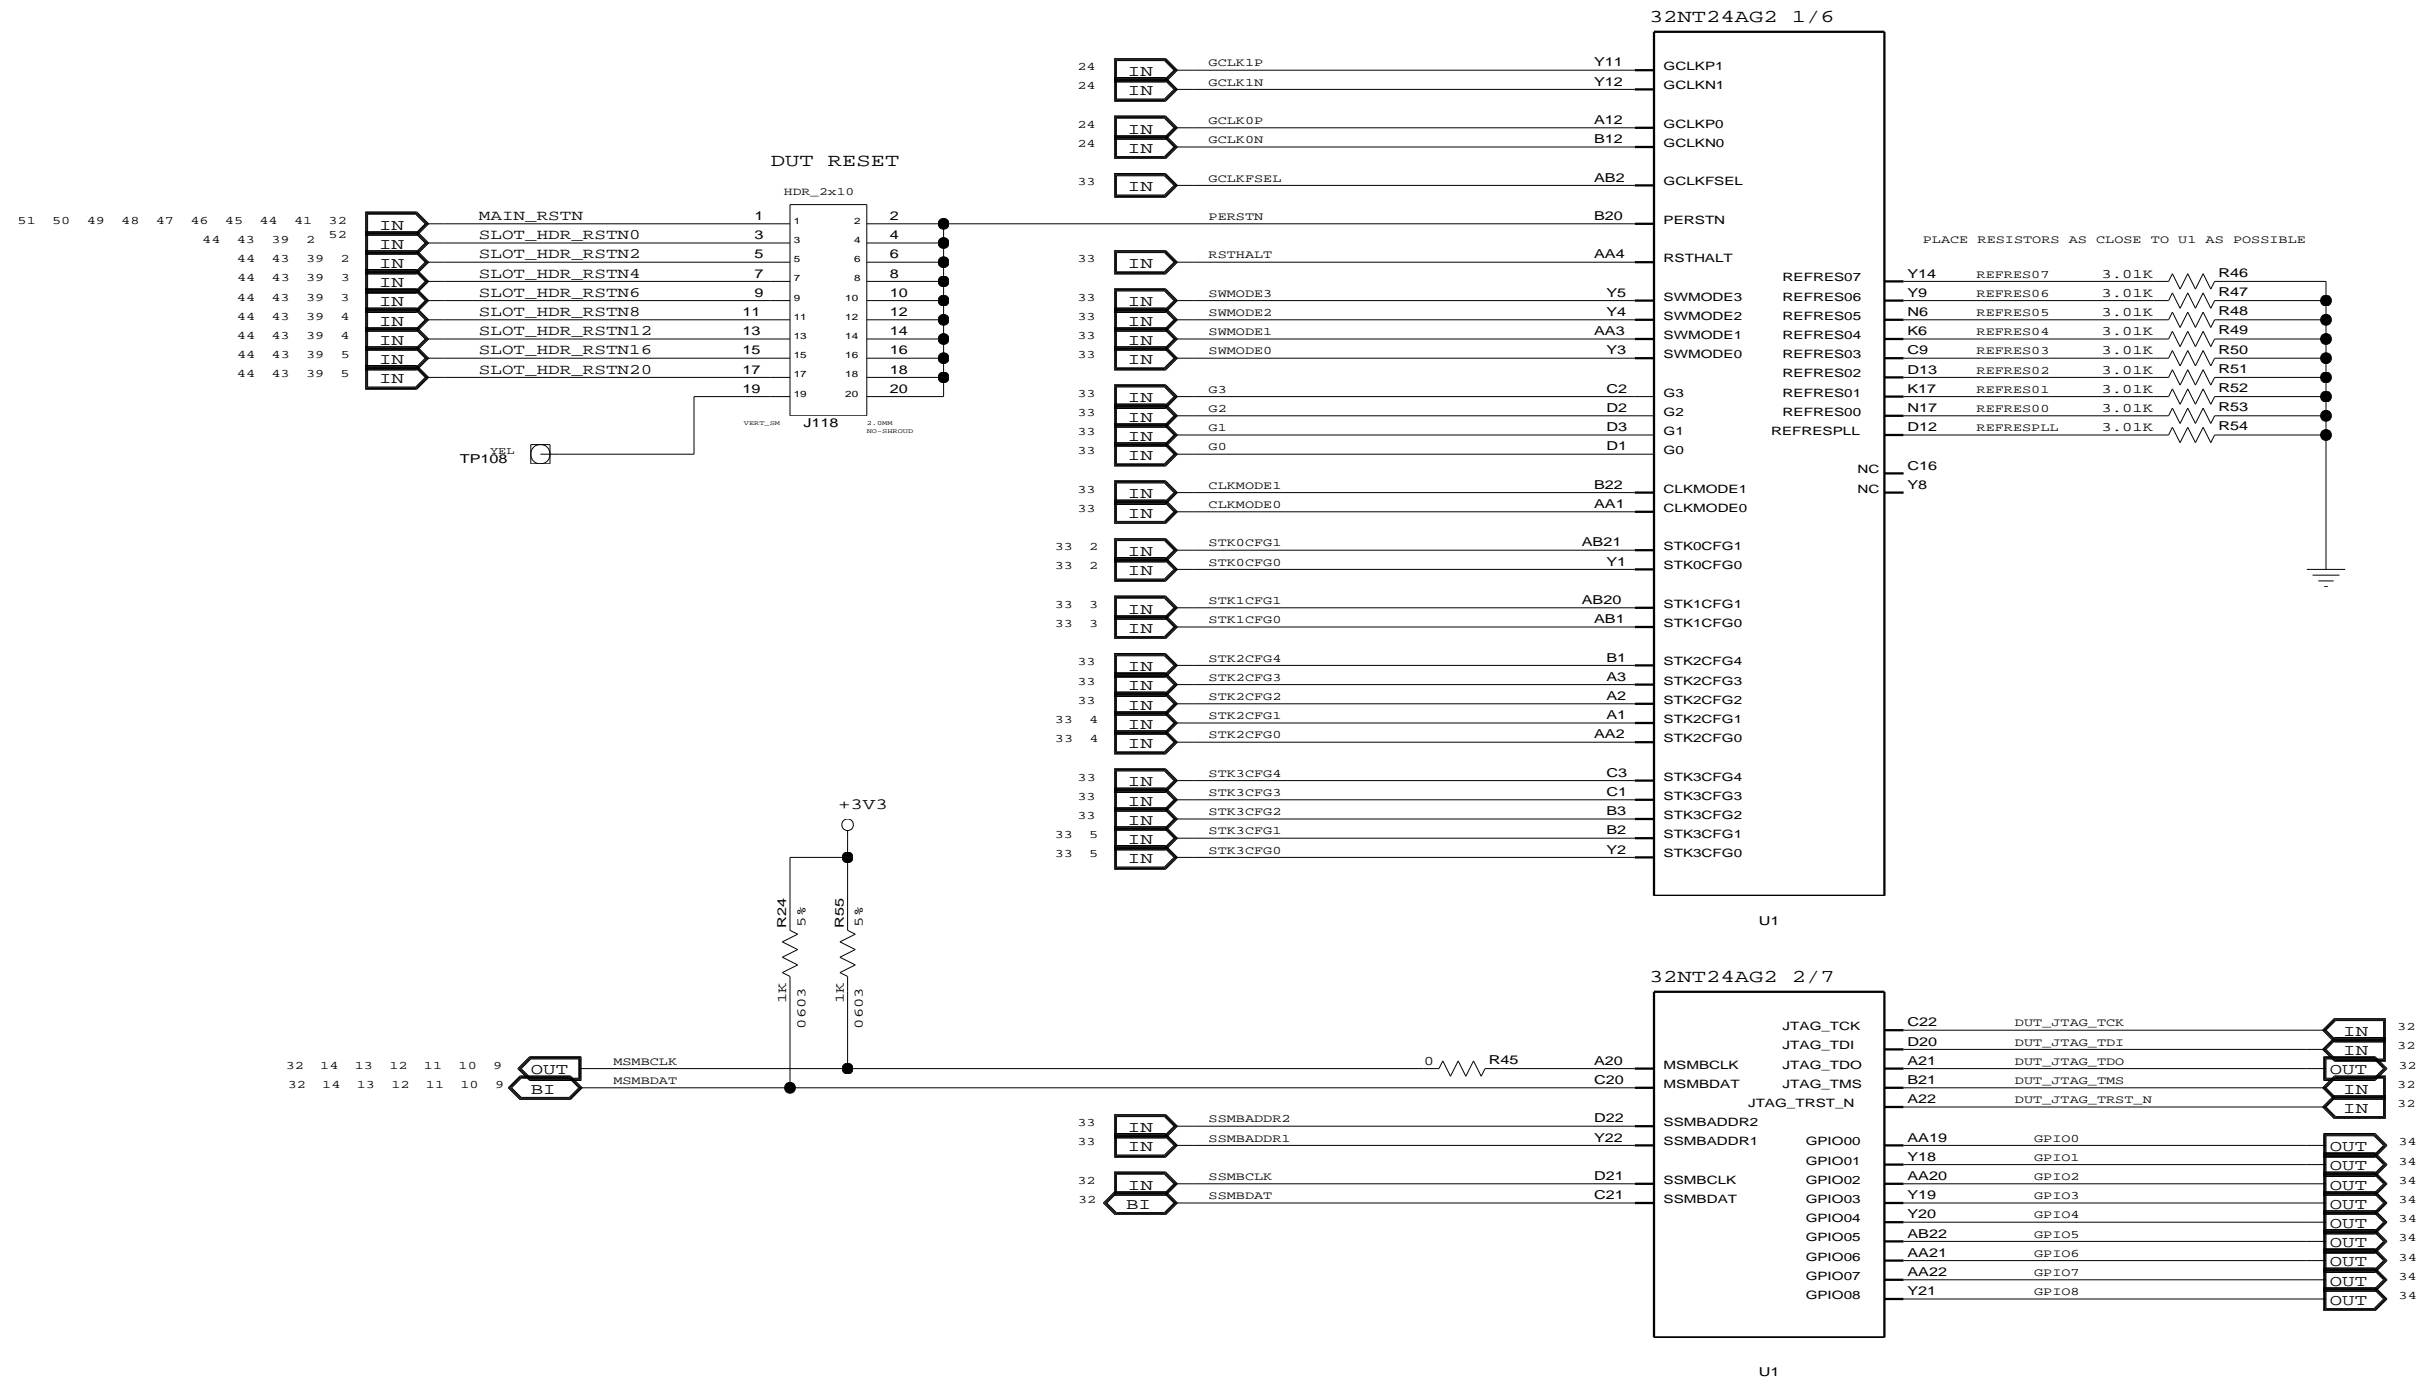 32NT24AG2 1/6
24 IN GCLK1P Y11 GCLKP1
24 IN GCLK1N Y12 GCLKN1
24 IN GCLK0P A12 GCLKP0
24 IN GCLK0N B12 GCLKN0
33 IN GCLKFSEL AB2 GCLKFSEL
DUT RESET
HDR_2x10
51 50 49 48 47 46 45 44 41 32 IN MAIN_RSTN 1 1 2 2 PERSTN B20 PERSTN
44 43 39 2 52 IN SLOT_HDR_RSTN0 3 3 4 4
44 43 39 2 IN SLOT_HDR_RSTN2 5 5 6 6
44 43 39 3 IN SLOT_HDR_RSTN4 7 7 8 8
44 43 39 3 IN SLOT_HDR_RSTN6 9 9 10 10
44 43 39 4 IN SLOT_HDR_RSTN8 11 11 12 12
44 43 39 4 IN SLOT_HDR_RSTN12 13 13 14 14
44 43 39 5 IN SLOT_HDR_RSTN16 15 15 16 16
44 43 39 5 IN SLOT_HDR_RSTN20 17 17 18 18
19 19 20 20
VERT_SM J118 2.0MM
NO-SHROUD
YEL
TP108
33 IN RSTHALT AA4 RSTHALT
33 IN SWMODE3 Y5 SWMODE3
33 IN SWMODE2 Y4 SWMODE2
33 IN SWMODE1 AA3 SWMODE1
33 IN SWMODE0 Y3 SWMODE0
33 IN G3 C2 G3
33 IN G2 D2 G2
33 IN G1 D3 G1
33 IN G0 D1 G0
33 IN CLKMODE1 B22 CLKMODE1
33 IN CLKMODE0 AA1 CLKMODE0
33 2 IN STK0CFG1 AB21 STK0CFG1
33 2 IN STK0CFG0 Y1 STK0CFG0
33 3 IN STK1CFG1 AB20 STK1CFG1
33 3 IN STK1CFG0 AB1 STK1CFG0
33 IN STK2CFG4 B1 STK2CFG4
33 IN STK2CFG3 A3 STK2CFG3
33 IN STK2CFG2 A2 STK2CFG2
33 4 IN STK2CFG1 A1 STK2CFG1
33 4 IN STK2CFG0 AA2 STK2CFG0
33 IN STK3CFG4 C3 STK3CFG4
33 IN STK3CFG3 C1 STK3CFG3
33 IN STK3CFG2 B3 STK3CFG2
33 5 IN STK3CFG1 B2 STK3CFG1
33 5 IN STK3CFG0 Y2 STK3CFG0
PLACE RESISTORS AS CLOSE TO U1 AS POSSIBLE
REFRES07 Y14 REFRES07 3.01K R46
REFRES06 Y9 REFRES06 3.01K R47
REFRES05 N6 REFRES05 3.01K R48
REFRES04 K6 REFRES04 3.01K R49
REFRES03 C9 REFRES03 3.01K R50
REFRES02 D13 REFRES02 3.01K R51
REFRES01 K17 REFRES01 3.01K R52
REFRES00 N17 REFRES00 3.01K R53
REFRESPLL D12 REFRESPLL 3.01K R54
NC C16
NC Y8
U1
+3V3
R24 5% 1K 0603
R55 5% 1K 0603
32NT24AG2 2/7
32 14 13 12 11 10 9 OUT MSMBCLK 0 R45 A20 MSMBCLK
32 14 13 12 11 10 9 BI MSMBDAT C20 MSMBDAT
33 IN SSMBADDR2 D22 SSMBADDR2
33 IN SSMBADDR1 Y22 SSMBADDR1
32 IN SSMBCLK D21 SSMBCLK
32 BI SSMBDAT C21 SSMBDAT
JTAG_TCK C22 DUT_JTAG_TCK IN 32
JTAG_TDI D20 DUT_JTAG_TDI IN 32
JTAG_TDO A21 DUT_JTAG_TDO OUT 32
JTAG_TMS B21 DUT_JTAG_TMS IN 32
JTAG_TRST_N A22 DUT_JTAG_TRST_N IN 32
GPIO00 AA19 GPIO0 OUT 34
GPIO01 Y18 GPIO1 OUT 34
GPIO02 AA20 GPIO2 OUT 34
GPIO03 Y19 GPIO3 OUT 34
GPIO04 Y20 GPIO4 OUT 34
GPIO05 AB22 GPIO5 OUT 34
GPIO06 AA21 GPIO6 OUT 34
GPIO07 AA22 GPIO7 OUT 34
GPIO08 Y21 GPIO8 OUT 34
U1